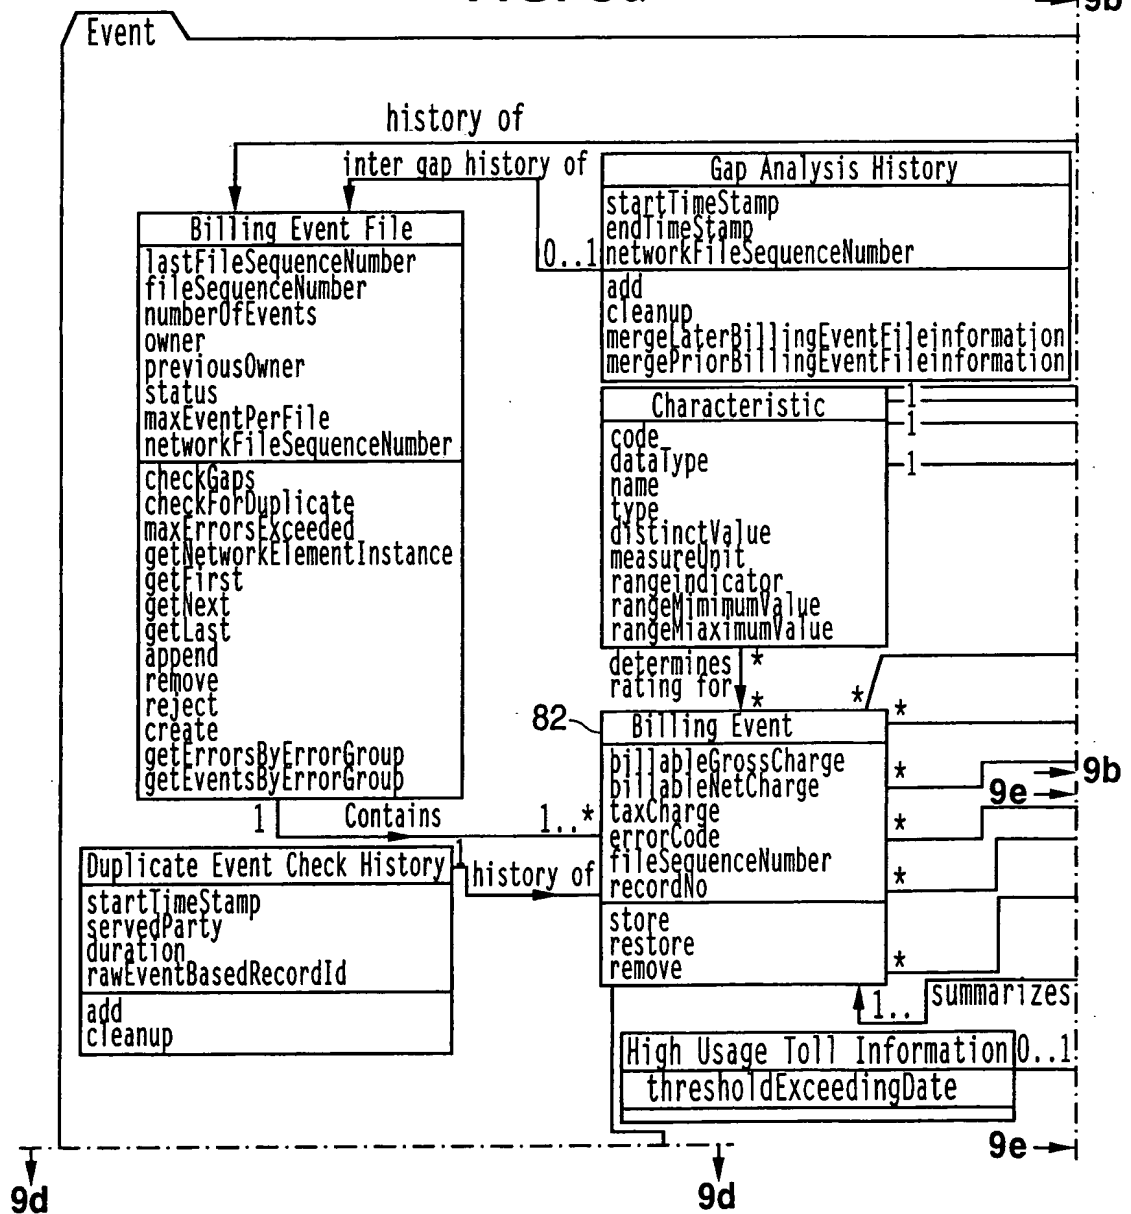 9b
Event
history of
inter gap history of
Gap Analysis History
startTimeStamp
endTimeStamp
networkFileSequenceNumber
0..1
add
cleanup
mergeLaterBillingEventFileinformation
mergePriorBillingEventFileinformation
Billing Event File
lastFileSequenceNumber
fileSequenceNumber
numberOfEvents
owner
previousOwner
status
maxEventPerFile
networkFileSequenceNumber
checkGaps
checkForDuplicate
maxErrorsExceeded
getNetworkElementInstance
getFirst
getNext
getLast
append
remove
reject
create
getErrorsByErrorGroup
getEventsByErrorGroup
Characteristic
1
1
1
code
dataType
name
type
distinctValue
measureUnit
rangeindicator
rangeMimimumValue
rangeMiaximumValue
determines
rating for
*
*
*
82
Billing Event
*
billableGrossCharge
billableNetCharge
taxCharge
errorCode
fileSequenceNumber
recordNo
store
restore
remove
*
*
*
*
9b
9e
1
Contains
1..*
Duplicate Event Check History
1
history of
startTimeStamp
servedParty
duration
rawEventBasedRecordId
add
cleanup
1..
summarizes
High Usage Toll Information
0..1
thresholdExceedingDate
9e
9d
9d